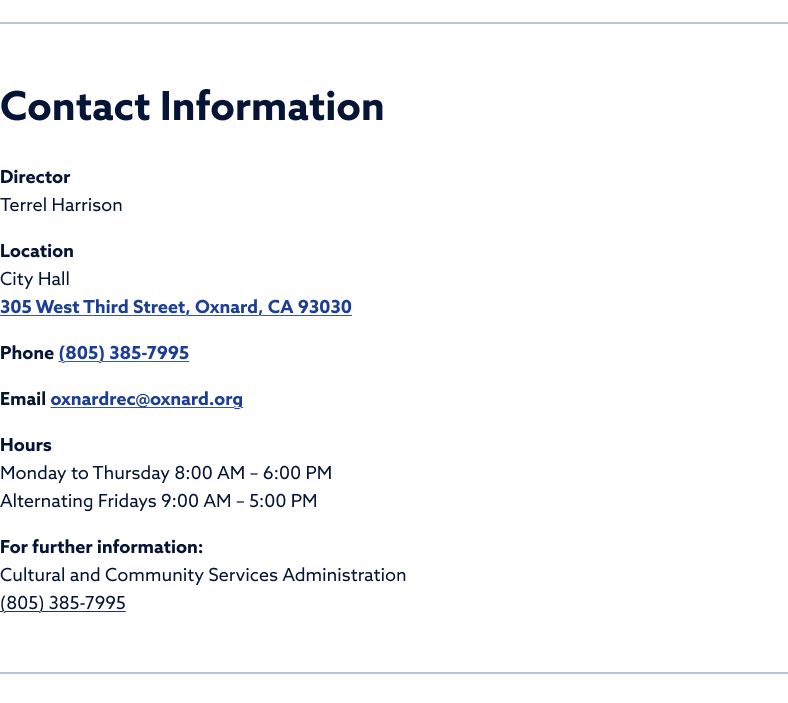 Contact Information
Director
Terrel Harrison
Location
City Hall
305 West Third Street, Oxnard, CA 93030
Phone (805) 385-7995
Email oxnardrec@oxnard.org
Hours
Monday to Thursday 8:00 AM – 6:00 PM
Alternating Fridays 9:00 AM – 5:00 PM
For further information:
Cultural and Community Services Administration
(805) 385-7995